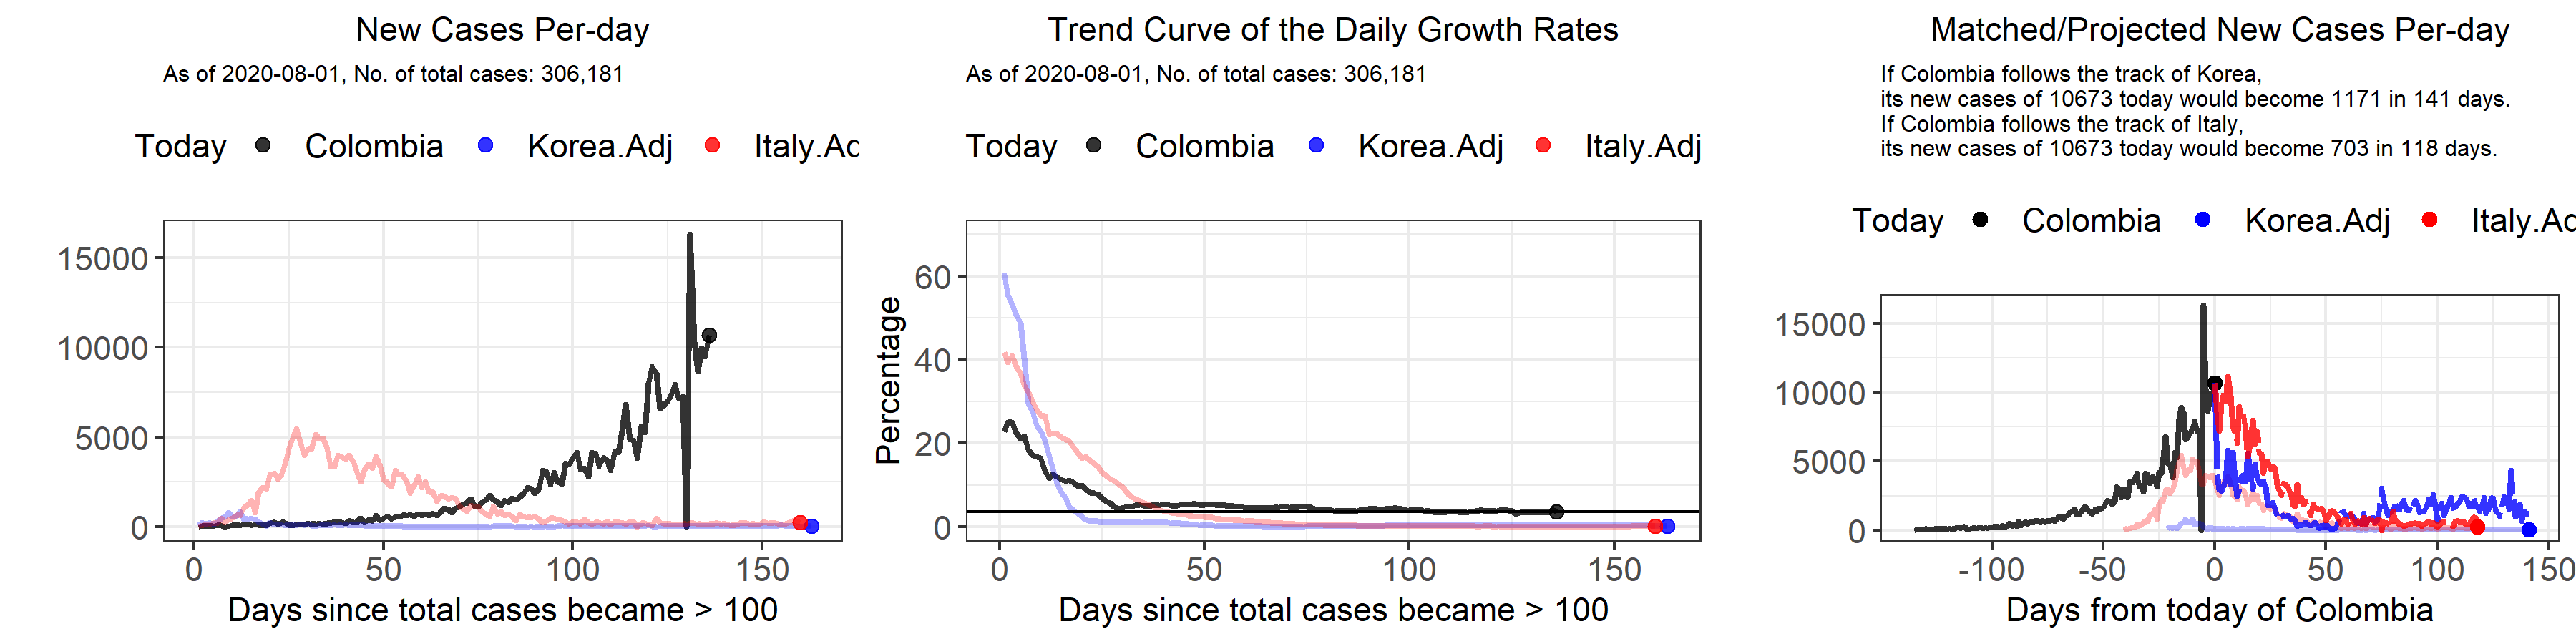 New Cases Per-day
As of 2020-08-01, No. of total cases: 306,181
Today Colombia Korea.Adj Italy.Ac
15000
10000
5000
0
0 50 100 150
Days since total cases became > 100
Trend Curve of the Daily Growth Rates
As of 2020-08-01, No. of total cases: 306,181
Today Colombia Korea.Adj Italy.Adj
Percentage
60
40
20
0
0 50 100 150
Days since total cases became > 100
Matched/Projected New Cases Per-day
If Colombia follows the track of Korea,
its new cases of 10673 today would become 1171 in 141 days.
If Colombia follows the track of Italy,
its new cases of 10673 today would become 703 in 118 days.
Today Colombia Korea.Adj Italy.Ad
15000
10000
5000
0
-100 -50 0 50 100 150
Days from today of Colombia